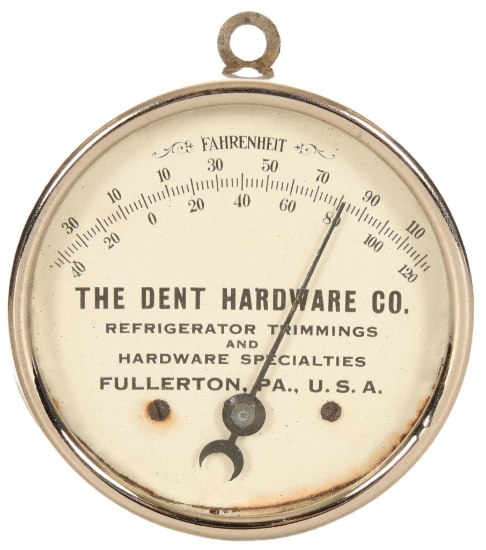 FAHRENHEIT
30 10 10 30 50 70 90 110
40 20 0 20 40 60 80 100 120
THE DENT HARDWARE CO.
REFRIGERATOR TRIMMINGS
AND
HARDWARE SPECIALTIES
FULLERTON, PA., U.S.A.